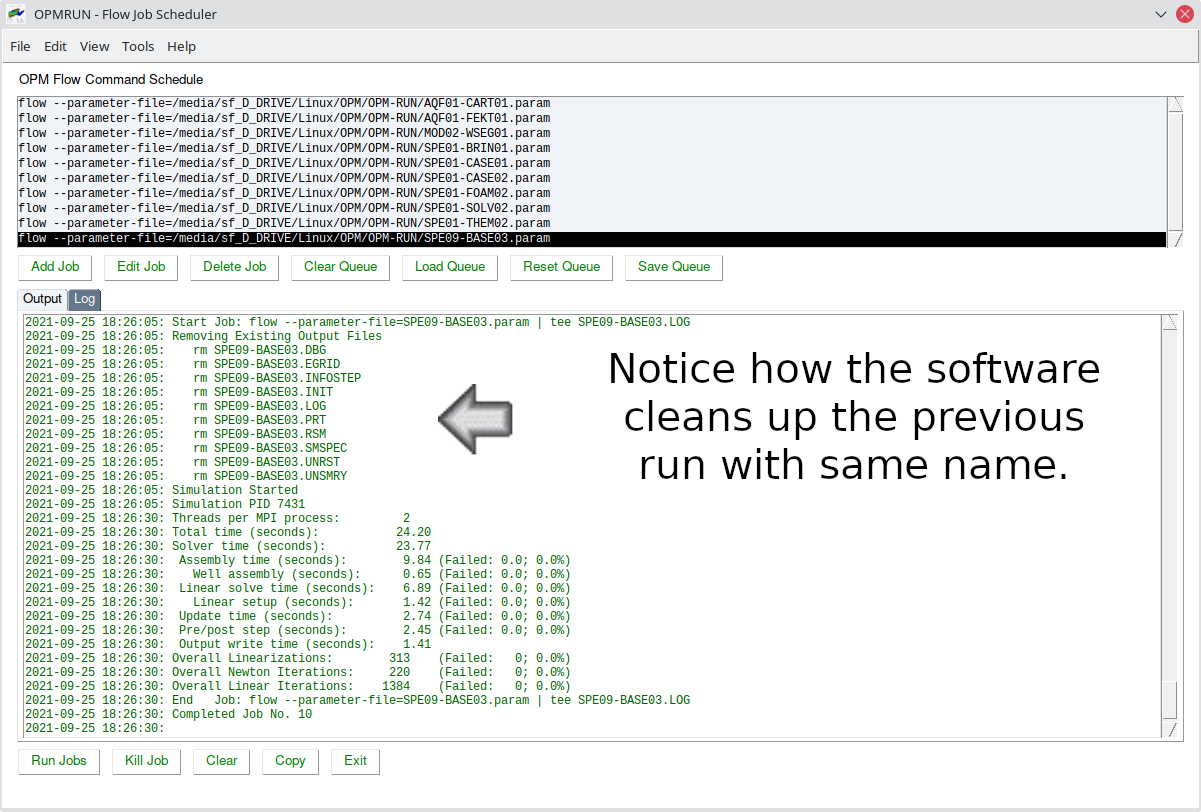 OPMRUN - Flow Job Scheduler
File Edit View Tools Help
OPM Flow Command Schedule
flow --parameter-file=/media/sf_D_DRIVE/Linux/OPM/OPM-RUN/AQF01-CART01.param
flow --parameter-file=/media/sf_D_DRIVE/Linux/OPM/OPM-RUN/AQF01-FEKT01.param
flow --parameter-file=/media/sf_D_DRIVE/Linux/OPM/OPM-RUN/MOD02-WSEG01.param
flow --parameter-file=/media/sf_D_DRIVE/Linux/OPM/OPM-RUN/SPE01-BRIN01.param
flow --parameter-file=/media/sf_D_DRIVE/Linux/OPM/OPM-RUN/SPE01-CASE01.param
flow --parameter-file=/media/sf_D_DRIVE/Linux/OPM/OPM-RUN/SPE01-CASE02.param
flow --parameter-file=/media/sf_D_DRIVE/Linux/OPM/OPM-RUN/SPE01-FOAM02.param
flow --parameter-file=/media/sf_D_DRIVE/Linux/OPM/OPM-RUN/SPE01-SOLV02.param
flow --parameter-file=/media/sf_D_DRIVE/Linux/OPM/OPM-RUN/SPE01-THEM02.param
flow --parameter-file=/media/sf_D_DRIVE/Linux/OPM/OPM-RUN/SPE09-BASE03.param
Add Job Edit Job Delete Job Clear Queue Load Queue Reset Queue Save Queue
Output Log
2021-09-25 18:26:05: Start Job: flow --parameter-file=SPE09-BASE03.param | tee SPE09-BASE03.LOG
2021-09-25 18:26:05: Removing Existing Output Files
2021-09-25 18:26:05:    rm SPE09-BASE03.DBG
2021-09-25 18:26:05:    rm SPE09-BASE03.EGRID
2021-09-25 18:26:05:    rm SPE09-BASE03.INFOSTEP
2021-09-25 18:26:05:    rm SPE09-BASE03.INIT
2021-09-25 18:26:05:    rm SPE09-BASE03.LOG
2021-09-25 18:26:05:    rm SPE09-BASE03.PRT
2021-09-25 18:26:05:    rm SPE09-BASE03.RSM
2021-09-25 18:26:05:    rm SPE09-BASE03.SMSPEC
2021-09-25 18:26:05:    rm SPE09-BASE03.UNRST
2021-09-25 18:26:05:    rm SPE09-BASE03.UNSMRY
2021-09-25 18:26:05: Simulation Started
2021-09-25 18:26:05: Simulation PID 7431
2021-09-25 18:26:30: Threads per MPI process:         2
2021-09-25 18:26:30: Total time (seconds):           24.20
2021-09-25 18:26:30: Solver time (seconds):          23.77
2021-09-25 18:26:30:  Assembly time (seconds):        9.84 (Failed: 0.0; 0.0%)
2021-09-25 18:26:30:    Well assembly (seconds):      0.65 (Failed: 0.0; 0.0%)
2021-09-25 18:26:30:  Linear solve time (seconds):    6.89 (Failed: 0.0; 0.0%)
2021-09-25 18:26:30:    Linear setup (seconds):       1.42 (Failed: 0.0; 0.0%)
2021-09-25 18:26:30:  Update time (seconds):          2.74 (Failed: 0.0; 0.0%)
2021-09-25 18:26:30:  Pre/post step (seconds):        2.45 (Failed: 0.0; 0.0%)
2021-09-25 18:26:30:  Output write time (seconds):    1.41
2021-09-25 18:26:30: Overall Linearizations:        313    (Failed:   0; 0.0%)
2021-09-25 18:26:30: Overall Newton Iterations:     220    (Failed:   0; 0.0%)
2021-09-25 18:26:30: Overall Linear Iterations:    1384    (Failed:   0; 0.0%)
2021-09-25 18:26:30: End   Job: flow --parameter-file=SPE09-BASE03.param | tee SPE09-BASE03.LOG
2021-09-25 18:26:30: Completed Job No. 10
2021-09-25 18:26:30:
Notice how the software
cleans up the previous
run with same name.
Run Jobs Kill Job Clear Copy Exit